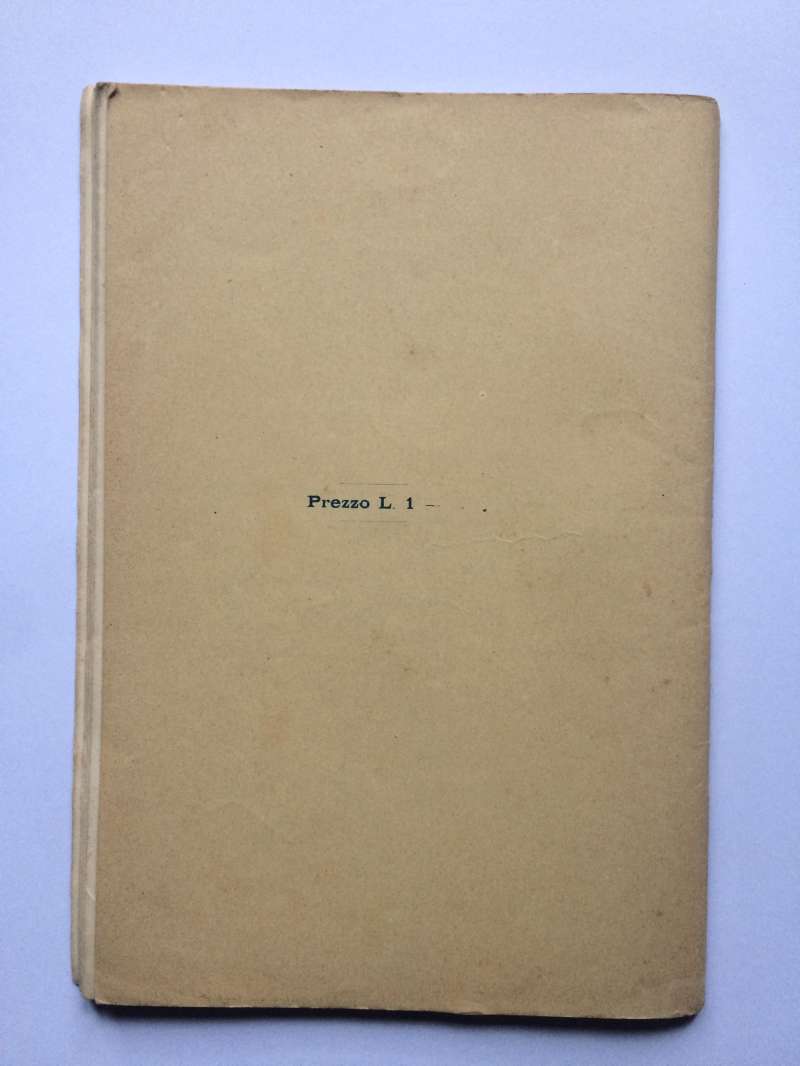 Prezzo L. 1 –